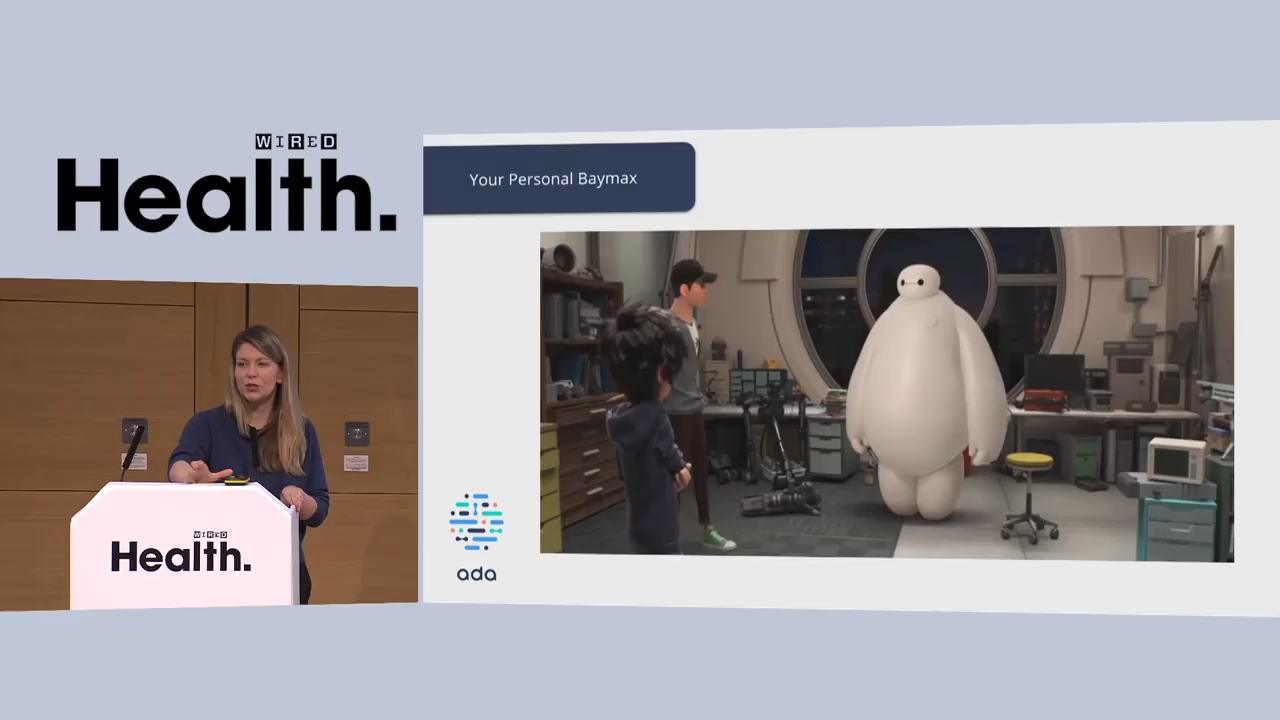 WIRED
Health.
Your Personal Baymax
ada
WIRED
Health.